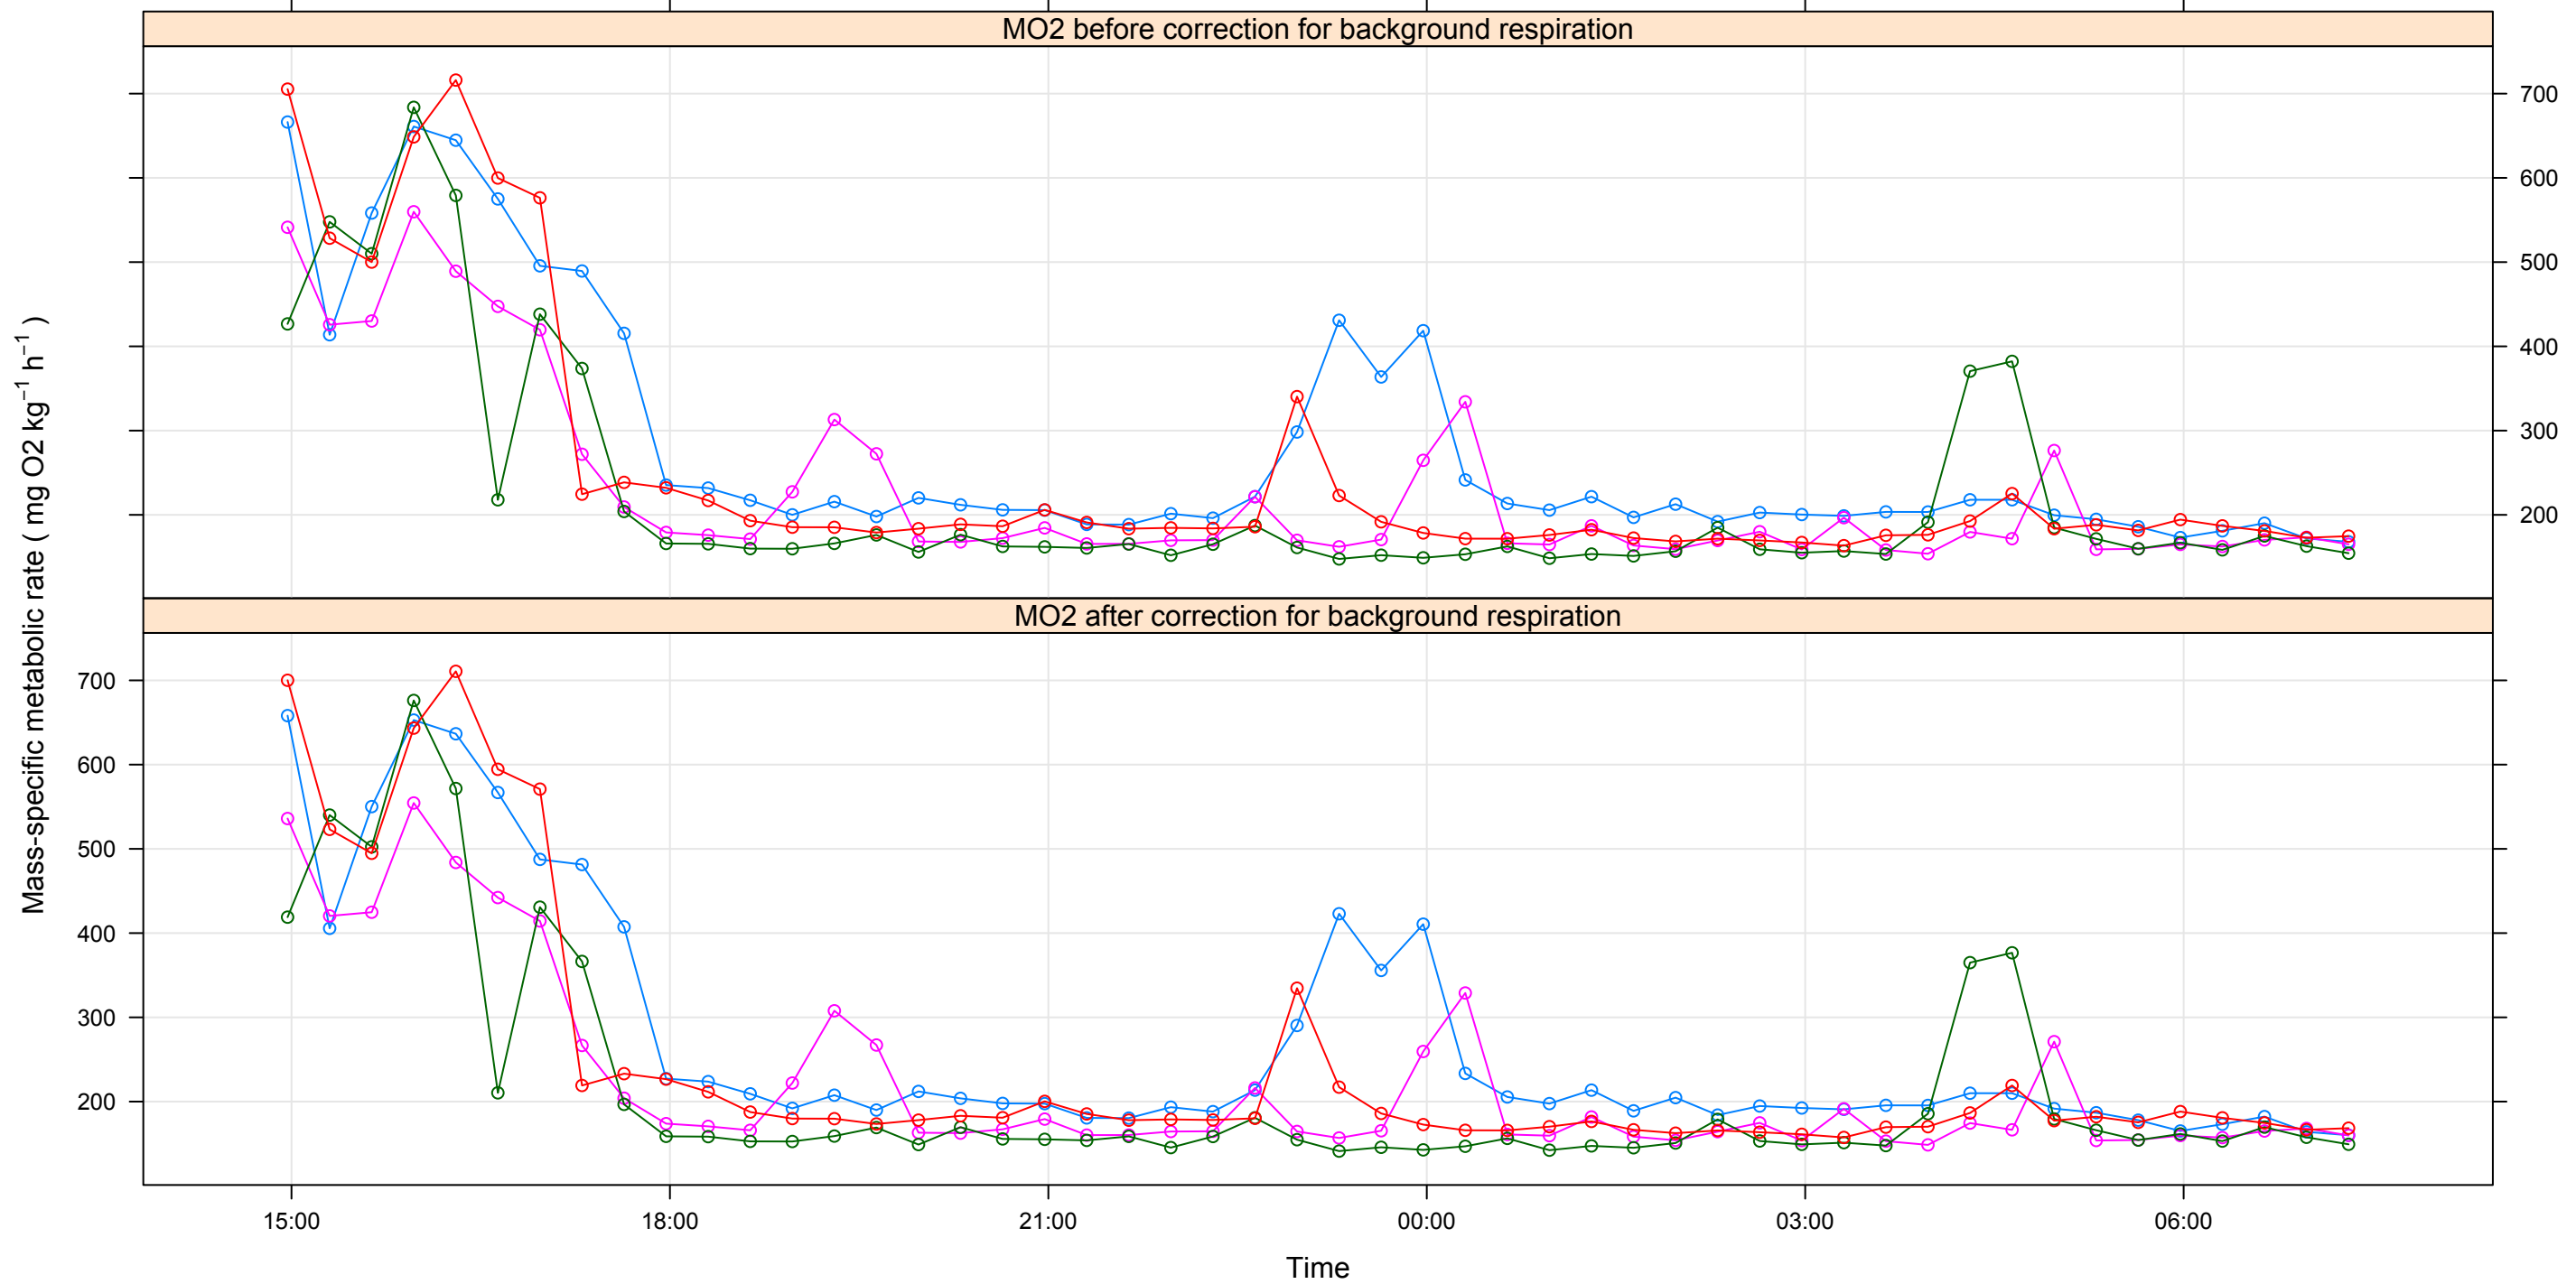 MO2 before correction for background respiration
700
600
500
400
300
200
Mass-specific metabolic rate ( mg O2 kg⁻¹ h⁻¹ )
MO2 after correction for background respiration
700
600
500
400
300
200
15:00 18:00 21:00 00:00 03:00 06:00
Time